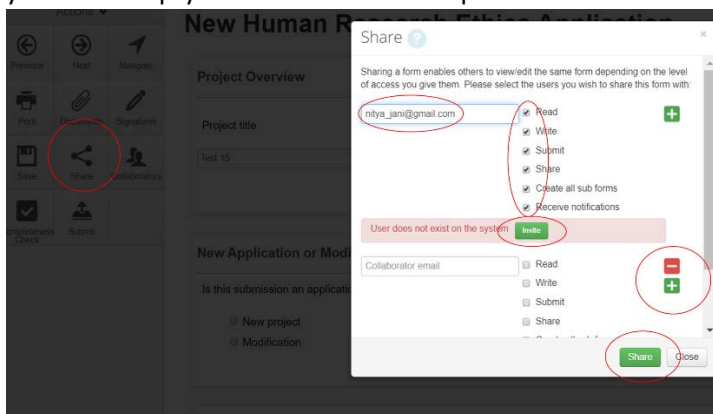 Actions
New Human Research Ethics Application
Previous
Next
Navigate
Print
Documents
Signatures
Save
Share
Collaborators
Completeness Check
Submit
Project Overview
Project title
Test 15
New Application or Modi
Is this submission an applicatio
New project
Modification
Share ?
×
Sharing a form enables others to view/edit the same form depending on the level
of access you give them. Please select the users you wish to share this form with:
nitya_jani@gmail.com
Read
Write
Submit
Share
Create all sub forms
Receive notifications
User does not exist on the system
Invite
Collaborator email
Read
Write
Submit
Share
Share
Close